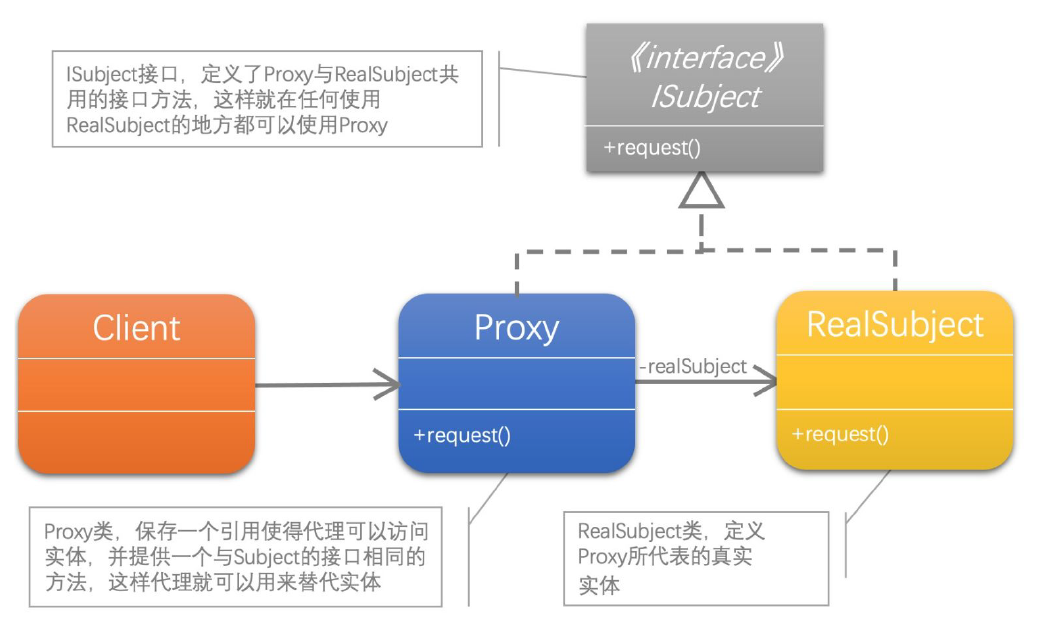 ISubject接口，定义了Proxy与RealSubject共
用的接口方法，这样就在任何使用
RealSubject的地方都可以使用Proxy
《interface》
ISubject
+request()
Client
Proxy
+request()
-realSubject
RealSubject
+request()
Proxy类，保存一个引用使得代理可以访问
实体，并提供一个与Subject的接口相同的
方法，这样代理就可以用来替代实体
RealSubject类，定义
Proxy所代表的真实
实体